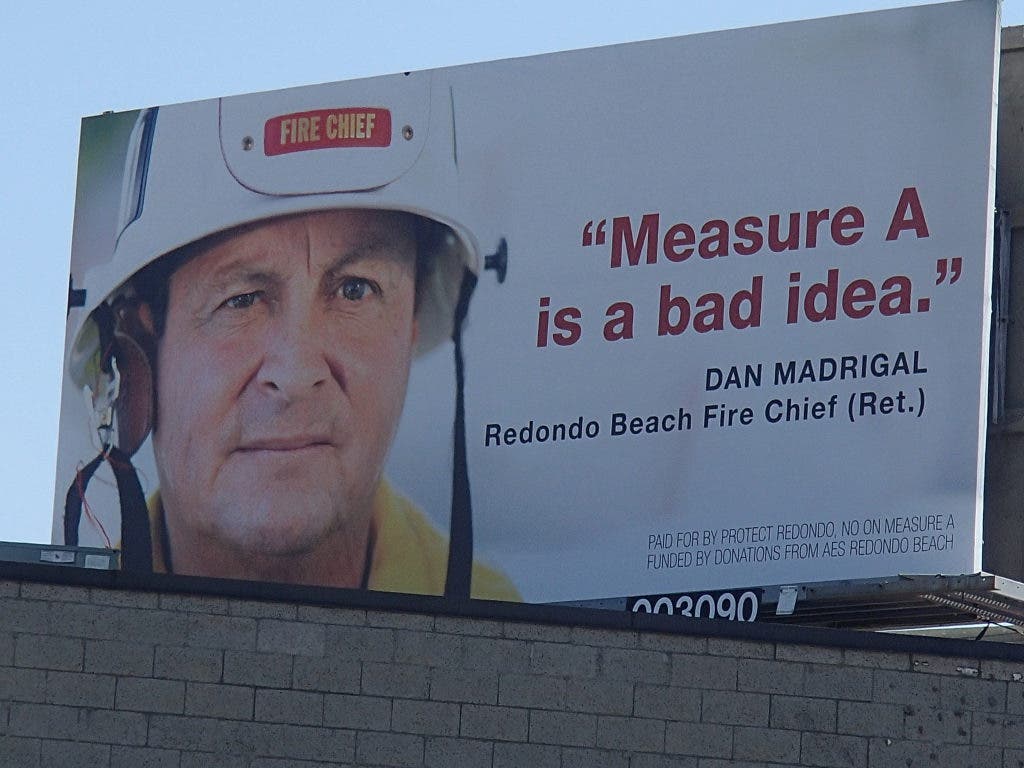 FIRE CHIEF
“Measure A
is a bad idea.”
DAN MADRIGAL
Redondo Beach Fire Chief (Ret.)
PAID FOR BY PROTECT REDONDO, NO ON MEASURE A
FUNDED BY DONATIONS FROM AES REDONDO BEACH
003090